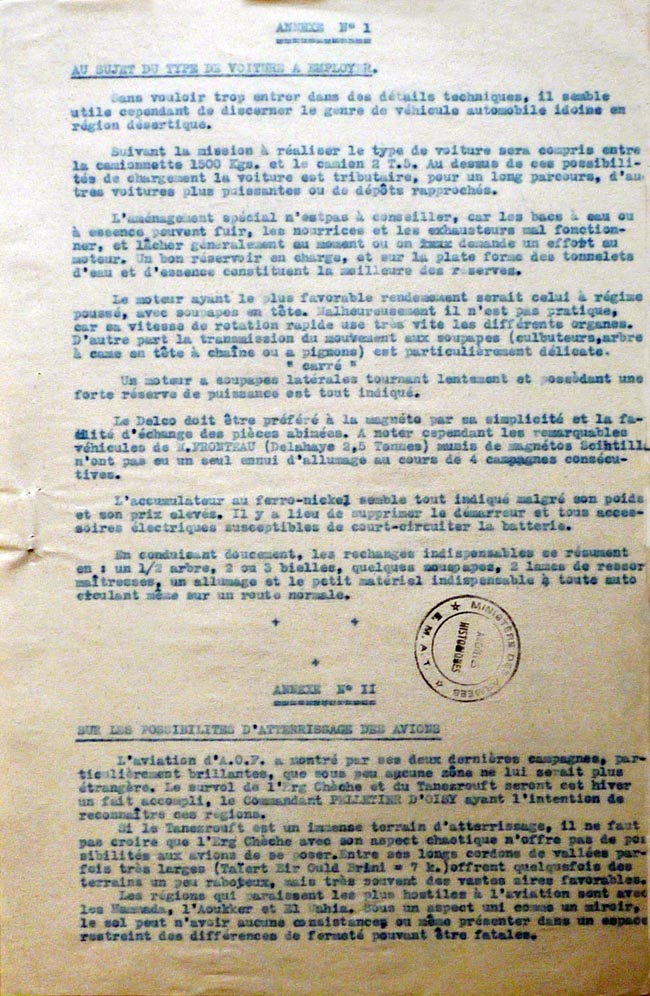 ANNEXE N° 1
AU SUJET DU TYPE DE VOITURE A EMPLOYER.
Sans vouloir trop entrer dans des détails techniques, il semble
utile cependant de discerner le genre de véhicule automobile idoine en
région désertique.
Suivant la mission à réaliser le type de voiture sera compris entre
la camionnette 1500 Kgs. et le camion 2 T.5. Au dessus de ces possibili-
tés de chargement la voiture est tributaire, pour un long parcours, d'au
tres voitures plus puissantes ou de dépôts rapprochés.
L'aménagement spécial n'estpas à conseiller, car les bacs à eau ou
à essence peuvent fuir, les nourrices et les exhausteurs mal fonction-
ner, et lâcher généralement au moment ou on demande un effort au
moteur. Un bon réservoir en charge, et sur la plate forme des tonnelets
d'eau et d'essence constituent la meilleure des réserves.
Le moteur ayant le plus favorable rendement serait celui à régime
poussé, avec soupapes en tête. Malheureusement il n'est pas pratique,
car sa vitesse de rotation rapide use très vite les différents organes.
D'autre part la transmission du mouvement aux soupapes (culbuteurs,arbre
à came en tête à chaîne ou a pignons) est particulièrement délicate.
" carré "
Un moteur a soupapes latérales tournant lentement et possèdant une
forte réserve de puissance est tout indiqué.
Le Delco doit être préféré à la magnéto par sa simplicité et la fa-
cilité d'échange des pièces abimées. A noter cependant les remarquables
véhicules de M.FRONTEAU (Delahaye 2,5 Tonnes) munis de magnétos Scintill
n'ont pas eu un seul ennui d'allumage au cours de 4 campagnes consécu-
tives.
L'accumulateur au ferro-nickel semble tout indiqué malgré son poids
et son prix elevés. Il y a lieu de supprimer le démarreur et tous acces-
soires électriques susceptibles de court-circuiter la batterie.
En conduisant doucement, les rechanges indispensables se résument
en : un 1/2 arbre, 2 ou 3 bielles, quelques soupapes, 2 lames de ressor
maîtresses, un allumage et le petit matériel indispensable à toute auto
circulant même sur un route normale.
+ +
+
MINISTÈRE DES ARMEES ★ E. M. A. T. ★
HISTORIQUES
ANNEXE N° II
SUR LES POSSIBILITES D'ATTERRISSAGE DES AVIONS
L'aviation d'A.O.F. a montré par ses deux dernières campagnes, par-
ticulièrement brillantes, que sous peu aucune zône ne lui serait plus
étrangère. Le survol de l'Erg Chèche et du Tanezrouft seront cet hiver
un fait accompli, le Commandant PELLETIER D'OISY ayant l'intention de
reconnaître ces régions.
Si le Tanezrouft est un immense terrain d'atterrissage, il ne faut
pas croire que l'Erg Chèche avec son aspect chaotique n'offre pas de pos
sibilités aux avions de se poser.Entre ses longs cordons de vallées par-
fois très larges (Taïert Bir Ould Brini = 7 k.)offrent quelquefois des
terrains un peu raboteux, mais très souvent des vastes aires favorables.
Les régions qui paraissent les plus hostiles à l'aviation sont avec
les Hammada, l'Aoukker et El Wahia. Sous un aspect uni comme un miroir,
le sol peut n'avoir aucune consistances ou même présenter dans un espace
restreint des différences de fermeté pouvant être fatales.